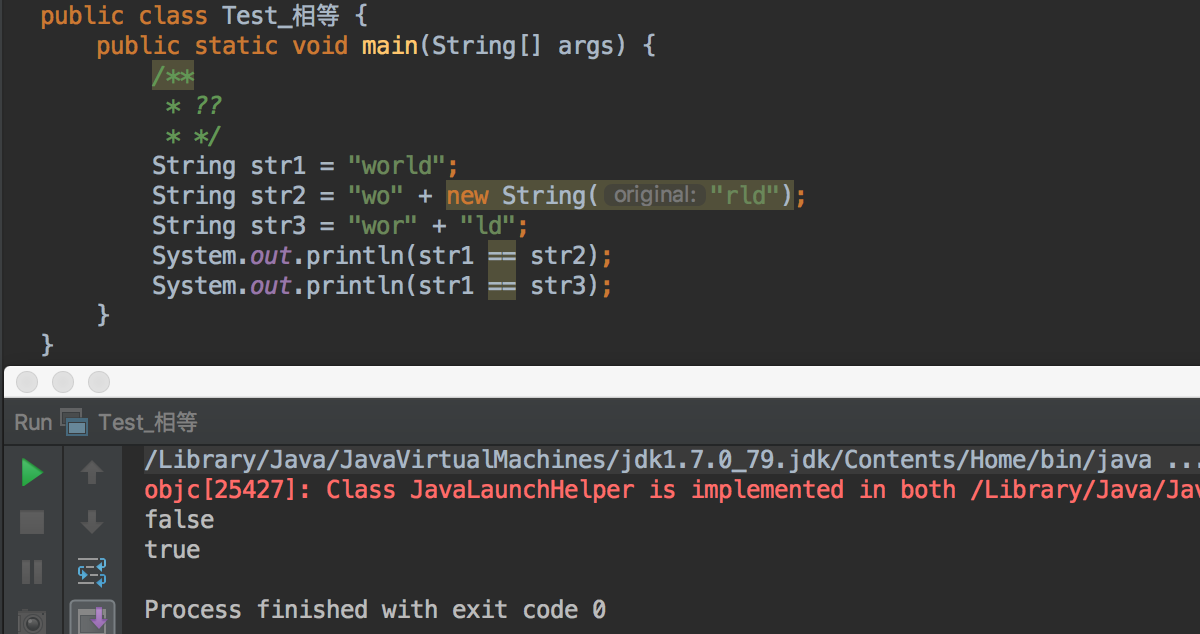 public class Test_相等 {
public static void main(String[] args) {
/**
* ??
* */
String str1 = "world";
String str2 = "wo" + new String( original: "rld");
String str3 = "wor" + "ld";
System.out.println(str1 == str2);
System.out.println(str1 == str3);
}
}
Run Test_相等
/Library/Java/JavaVirtualMachines/jdk1.7.0_79.jdk/Contents/Home/bin/java ...
objc[25427]: Class JavaLaunchHelper is implemented in both /Library/Java/Jav
false
true
Process finished with exit code 0